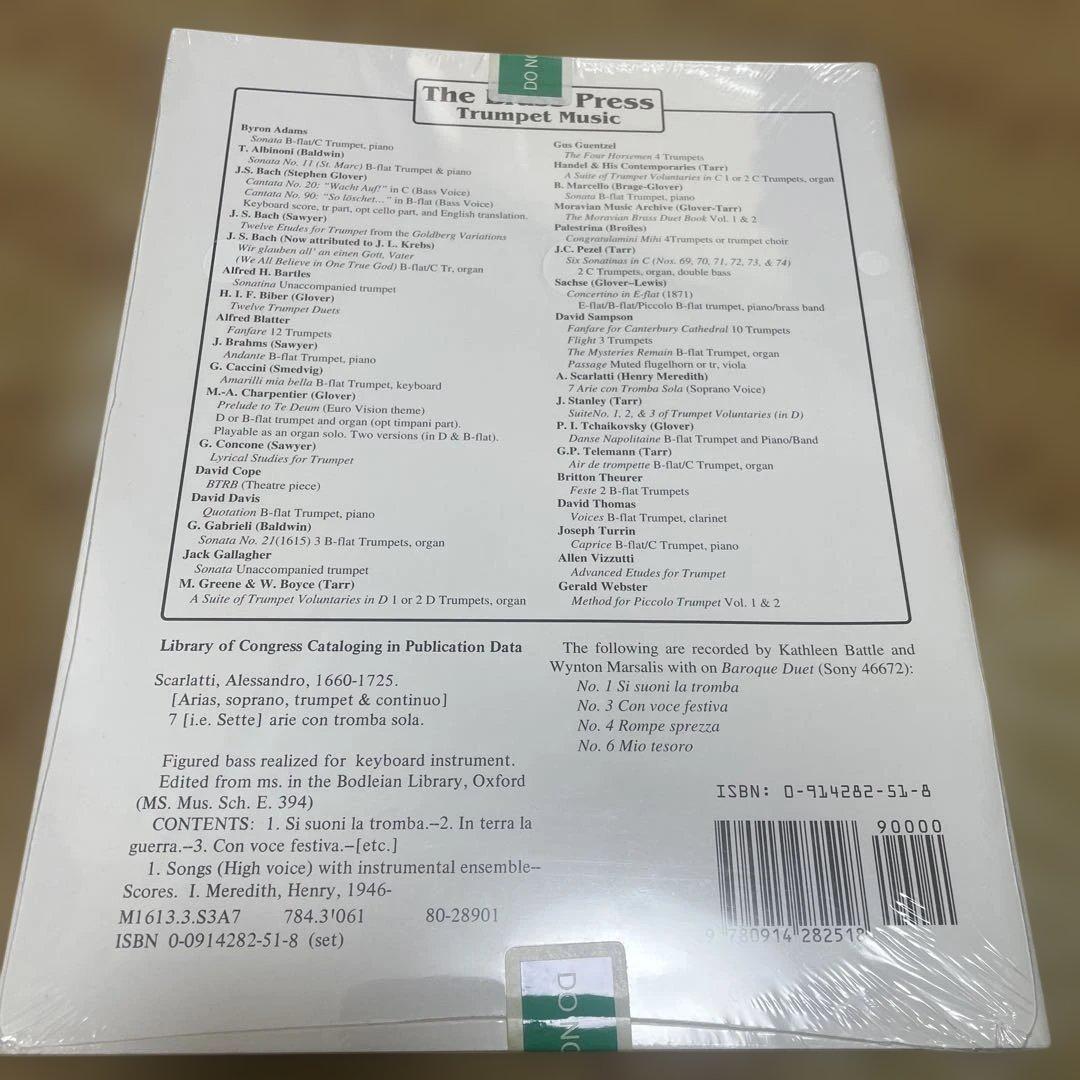 DO NO
The Press
Trumpet Music
Byron Adams
Sonata B-flat/C Trumpet, piano
T. Albinoni (Baldwin)
Sonata No. 11 (St. Marc) B-flat Trumpet & piano
J.S. Bach (Stephen Glover)
Cantata No. 20: "Wacht Auf!" in C (Bass Voice)
Cantata No. 90: "So löschet..." in B-flat (Bass Voice)
Keyboard score, tr part, opt cello part, and English translation.
J. S. Bach (Sawyer)
Twelve Etudes for Trumpet from the Goldberg Variations
J. S. Bach (Now attributed to J. L. Krebs)
Wir glauben all' an einen Gott, Vater
(We All Believe in One True God) B-flat/C Tr, organ
Alfred H. Bartles
Sonatina Unaccompanied trumpet
H. I. F. Biber (Glover)
Twelve Trumpet Duets
Alfred Blatter
Fanfare 12 Trumpets
J. Brahms (Sawyer)
Andante B-flat Trumpet, piano
G. Caccini (Smedvig)
Amarilli mia bella B-flat Trumpet, keyboard
M.-A. Charpentier (Glover)
Prelude to Te Deum (Euro Vision theme)
D or B-flat trumpet and organ (opt timpani part).
Playable as an organ solo. Two versions (in D & B-flat).
G. Concone (Sawyer)
Lyrical Studies for Trumpet
David Cope
BTRB (Theatre piece)
David Davis
Quotation B-flat Trumpet, piano
G. Gabrieli (Baldwin)
Sonata No. 21(1615) 3 B-flat Trumpets, organ
Jack Gallagher
Sonata Unaccompanied trumpet
M. Greene & W. Boyce (Tarr)
A Suite of Trumpet Voluntaries in D 1 or 2 D Trumpets, organ
Gus Guentzel
The Four Horsemen 4 Trumpets
Handel & His Contemporaries (Tarr)
A Suite of Trumpet Voluntaries in C 1 or 2 C Trumpets, organ
B. Marcello (Brage-Glover)
Sonata B-flat Trumpet, piano
Moravian Music Archive (Glover-Tarr)
The Moravian Brass Duet Book Vol. 1 & 2
Palestrina (Broiles)
Congratulamini Mihi 4Trumpets or trumpet choir
J.C. Pezel (Tarr)
Six Sonatinas in C (Nos. 69, 70, 71, 72, 73, & 74)
2 C Trumpets, organ, double bass
Sachse (Glover–Lewis)
Concertino in E-flat (1871)
E-flat/B-flat/Piccolo B-flat trumpet, piano/brass band
David Sampson
Fanfare for Canterbury Cathedral 10 Trumpets
Flight 3 Trumpets
The Mysteries Remain B-flat Trumpet, organ
Passage Muted flugelhorn or tr, viola
A. Scarlatti (Henry Meredith)
7 Arie con Tromba Sola (Soprano Voice)
J. Stanley (Tarr)
SuiteNo. 1, 2, & 3 of Trumpet Voluntaries (in D)
P. I. Tchaikovsky (Glover)
Danse Napolitaine B-flat Trumpet and Piano/Band
G.P. Telemann (Tarr)
Air de trompette B-flat/C Trumpet, organ
Britton Theurer
Feste 2 B-flat Trumpets
David Thomas
Voices B-flat Trumpet, clarinet
Joseph Turrin
Caprice B-flat/C Trumpet, piano
Allen Vizzutti
Advanced Etudes for Trumpet
Gerald Webster
Method for Piccolo Trumpet Vol. 1 & 2
Library of Congress Cataloging in Publication Data
Scarlatti, Alessandro, 1660-1725.
[Arias, soprano, trumpet & continuo]
7 [i.e. Sette] arie con tromba sola.
Figured bass realized for keyboard instrument.
Edited from ms. in the Bodleian Library, Oxford
(MS. Mus. Sch. E. 394)
CONTENTS: 1. Si suoni la tromba.--2. In terra la
guerra.--3. Con voce festiva.--[etc.]
1. Songs (High voice) with instrumental ensemble--
Scores. I. Meredith, Henry, 1946-
M1613.3.S3A7 784.3'061 80-28901
ISBN 0-0914282-51-8 (set)
The following are recorded by Kathleen Battle and
Wynton Marsalis with on Baroque Duet (Sony 46672):
No. 1 Si suoni la tromba
No. 3 Con voce festiva
No. 4 Rompe sprezza
No. 6 Mio tesoro
ISBN: 0-914282-51-8
90000
9 780914 282518
DO NO